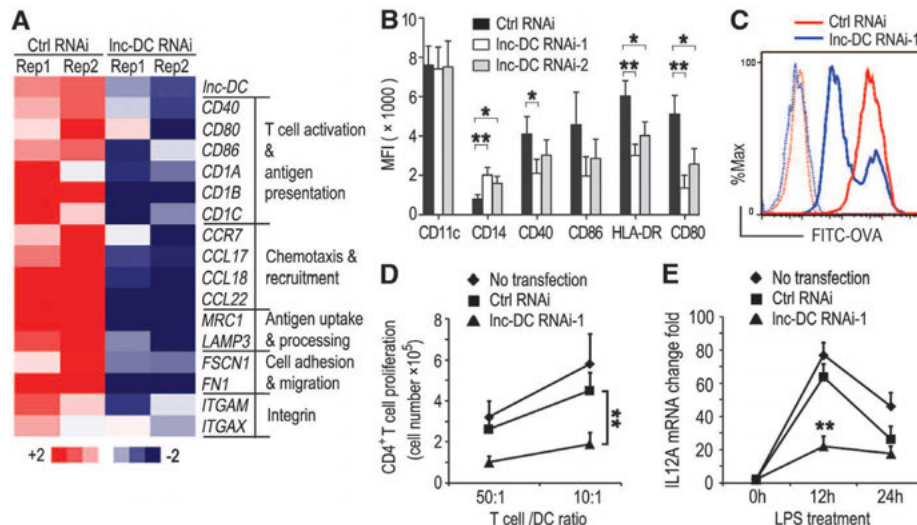 A
Ctrl RNAi lnc-DC RNAi
Rep1 Rep2 Rep1 Rep2
lnc-DC
CD40
CD80
CD86
CD1A
CD1B
CD1C
T cell activation
&
antigen
presentation
CCR7
CCL17
CCL18
CCL22
Chemotaxis &
recruitment
MRC1
LAMP3
Antigen uptake
& processing
FSCN1
FN1
Cell adhesion
& migration
ITGAM
ITGAX
Integrin
+2 -2
B
Ctrl RNAi
lnc-DC RNAi-1
lnc-DC RNAi-2
MFI ( × 1000)
10
8
6
4
2
0
* ** * * ** * **
CD11c CD14 CD40 CD86 HLA-DR CD80
C
Ctrl RNAi
lnc-DC RNAi-1
%Max
100
FITC-OVA
D
No transfection
Ctrl RNAi
lnc-DC RNAi-1
CD4+ T cell proliferation
(cell number ×10⁵)
8
6
4
2
0
**
50:1 10:1
T cell /DC ratio
E
No transfection
Ctrl RNAi
lnc-DC RNAi-1
IL12A mRNA change fold
100
80
60
40
20
0
**
0h 12h 24h
LPS treatment